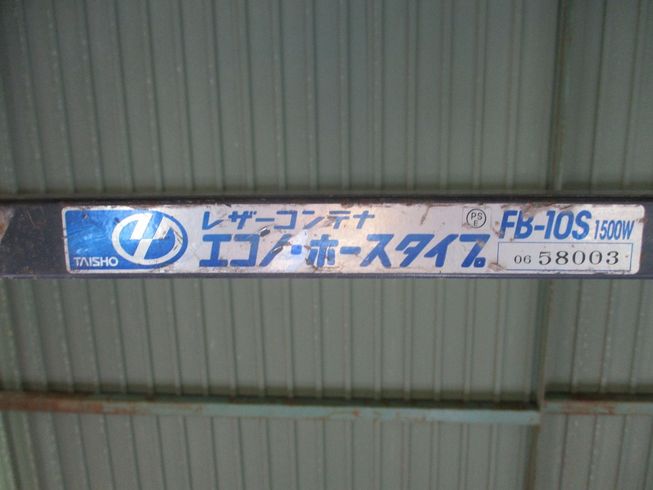 TAISHO
レザーコンテナ
エコノ・ホースタイプ
PS
E
FB-10S 1500W
06 58003